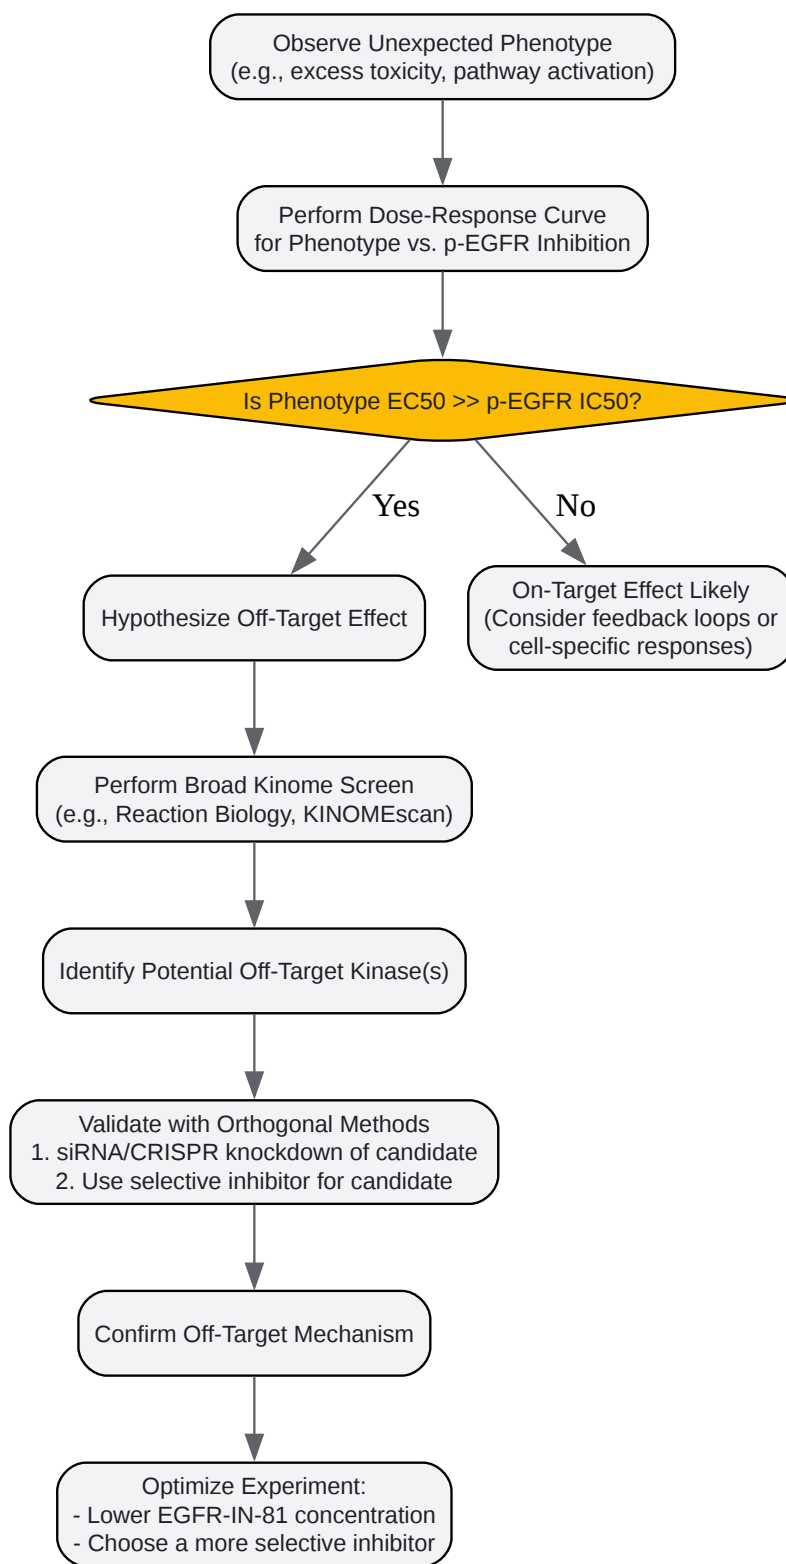 Observe Unexpected Phenotype
(e.g., excess toxicity, pathway activation)
Perform Dose-Response Curve
for Phenotype vs. p-EGFR Inhibition
Is Phenotype EC50 >> p-EGFR IC50?
Yes
No
Hypothesize Off-Target Effect
On-Target Effect Likely
(Consider feedback loops or
cell-specific responses)
Perform Broad Kinome Screen
(e.g., Reaction Biology, KINOMEscan)
Identify Potential Off-Target Kinase(s)
Validate with Orthogonal Methods
1. siRNA/CRISPR knockdown of candidate
2. Use selective inhibitor for candidate
Confirm Off-Target Mechanism
Optimize Experiment:
- Lower EGFR-IN-81 concentration
- Choose a more selective inhibitor